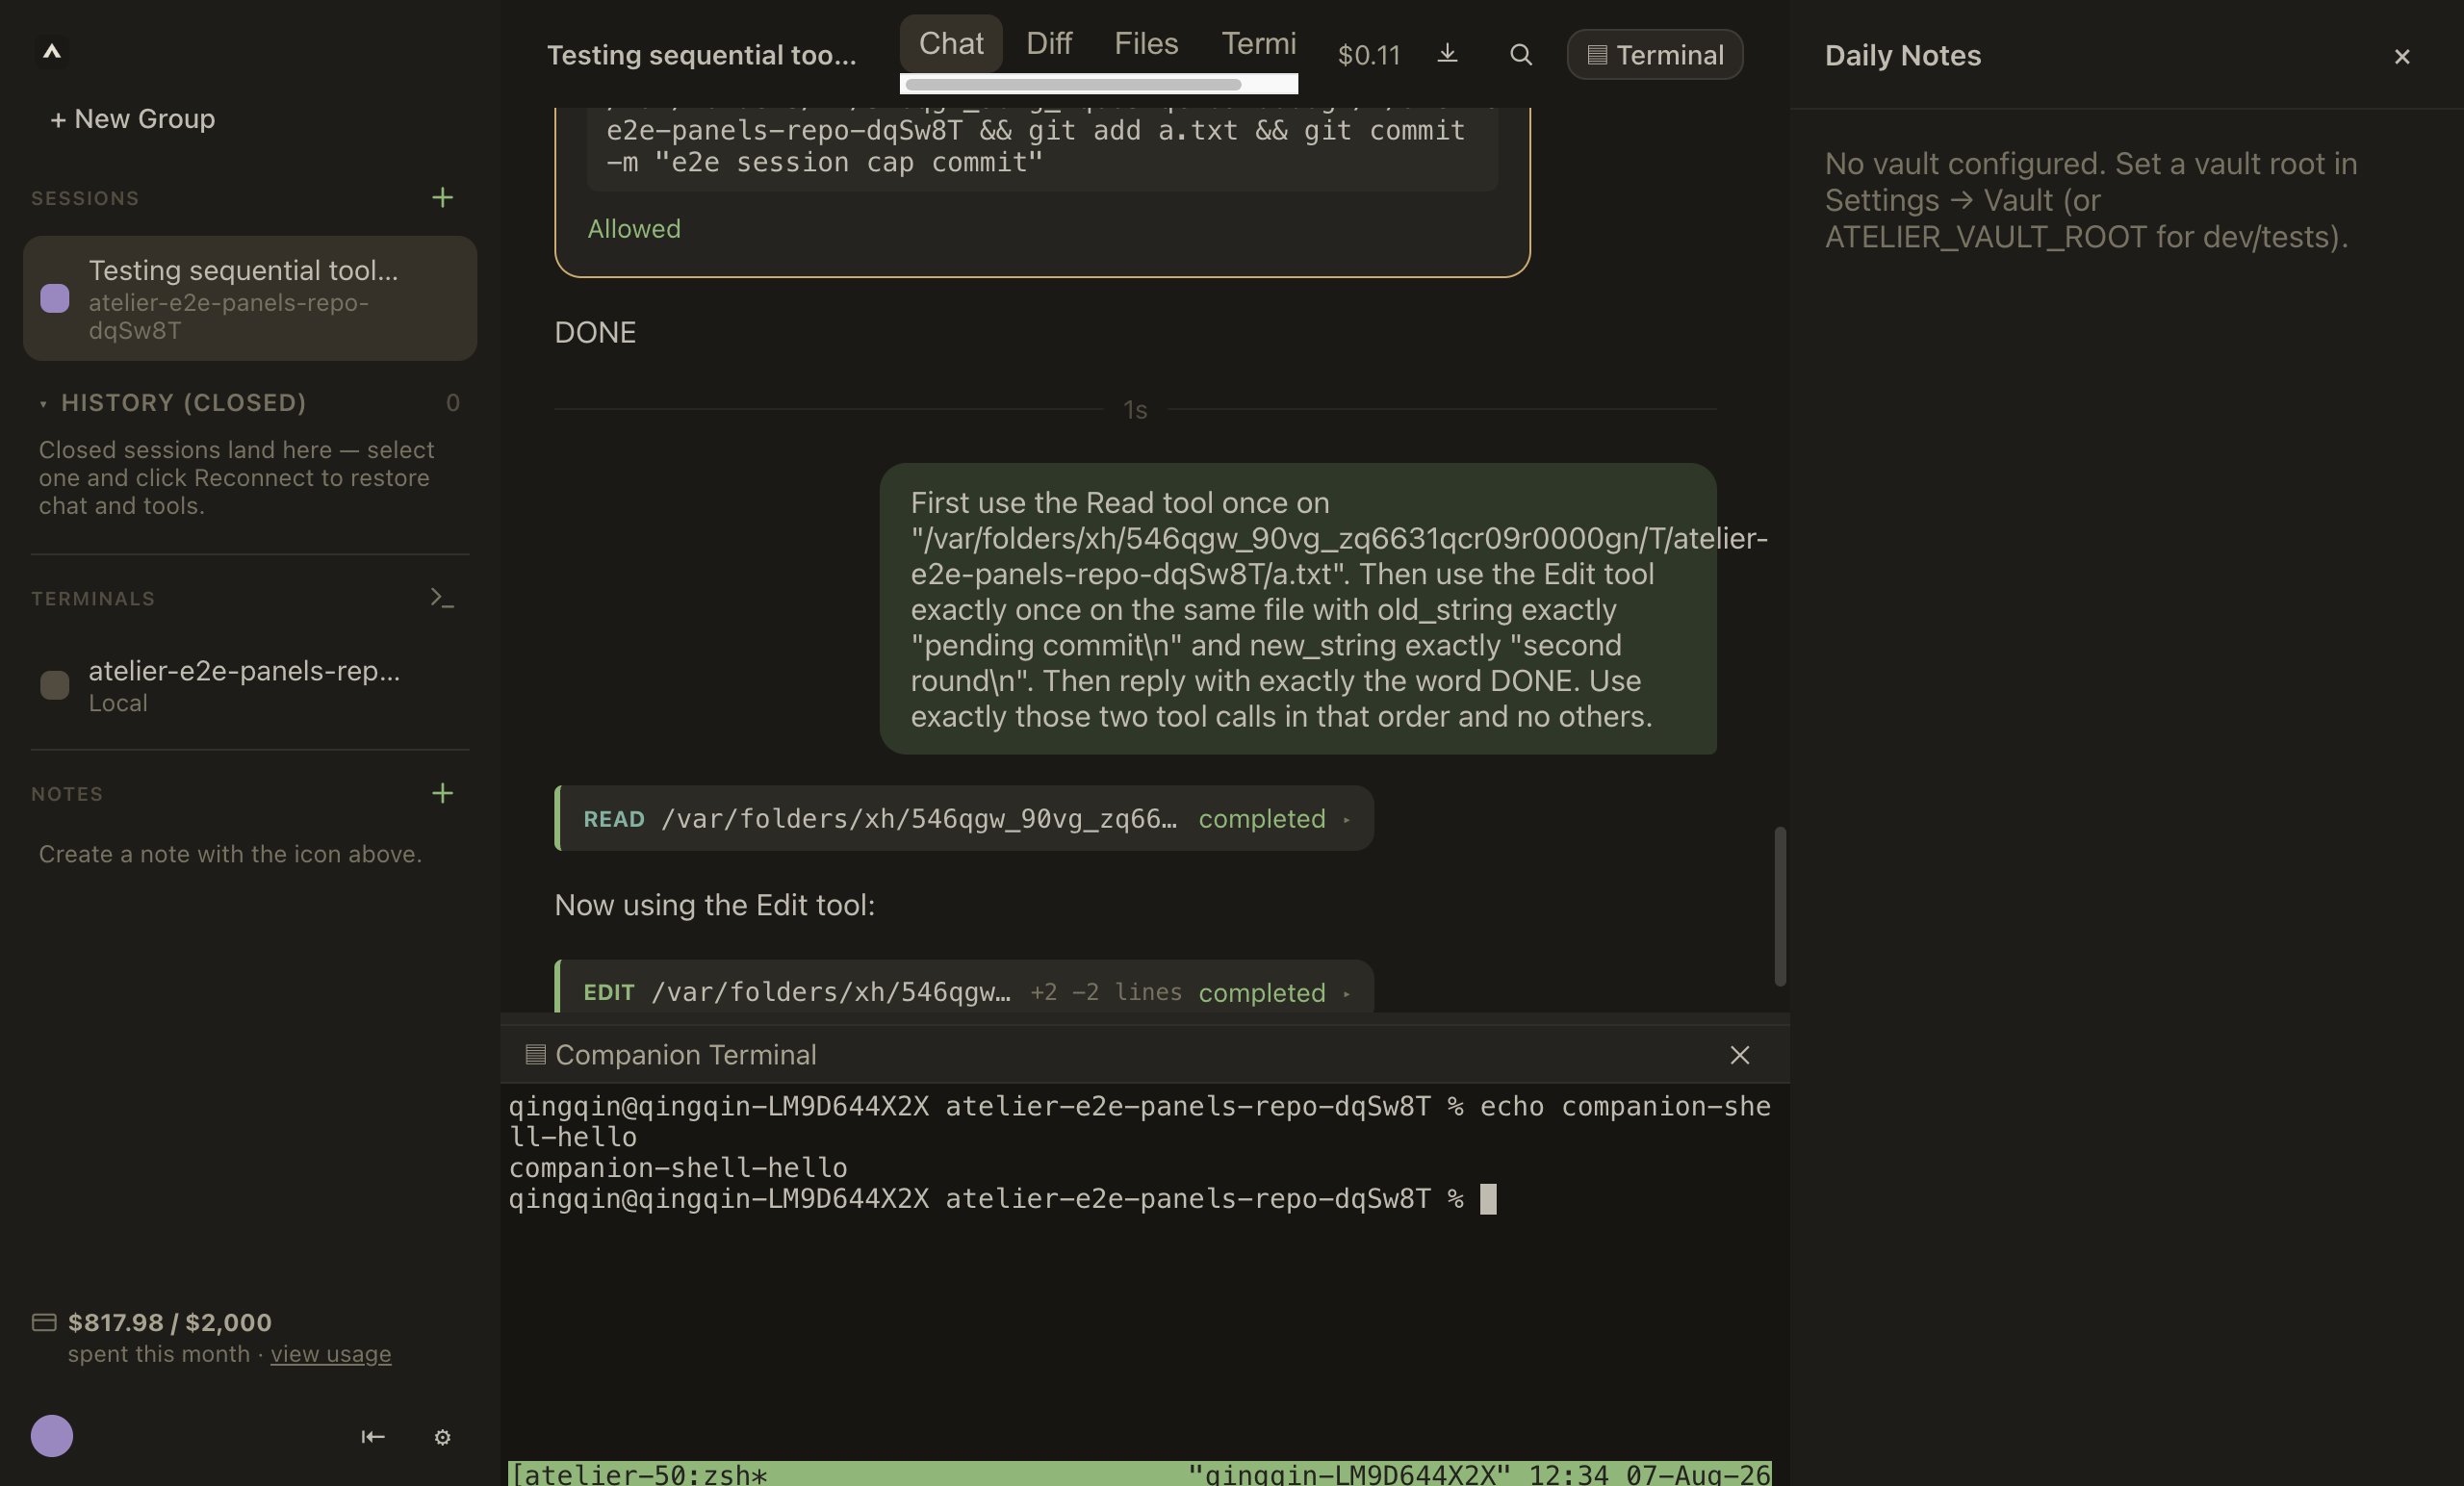 + New Group
SESSIONS
+
Testing sequential tool...
atelier-e2e-panels-repo-
dqSw8T
HISTORY (CLOSED) 0
Closed sessions land here — select
one and click Reconnect to restore
chat and tools.
TERMINALS
atelier-e2e-panels-rep...
Local
NOTES
+
Create a note with the icon above.
$817.98 / $2,000
spent this month · view usage
Testing sequential too...
Chat Diff Files Termi
$0.11
Terminal
e2e-panels-repo-dqSw8T && git add a.txt && git commit
-m "e2e session cap commit"
Allowed
DONE
1s
First use the Read tool once on
"/var/folders/xh/546qgw_90vg_zq6631qcr09r0000gn/T/atelier-
e2e-panels-repo-dqSw8T/a.txt". Then use the Edit tool
exactly once on the same file with old_string exactly
"pending commit\n" and new_string exactly "second
round\n". Then reply with exactly the word DONE. Use
exactly those two tool calls in that order and no others.
READ /var/folders/xh/546qgw_90vg_zq66... completed
Now using the Edit tool:
EDIT /var/folders/xh/546qgw... +2 -2 lines completed
Companion Terminal
qingqin@qingqin-LM9D644X2X atelier-e2e-panels-repo-dqSw8T % echo companion-she
ll-hello
companion-shell-hello
qingqin@qingqin-LM9D644X2X atelier-e2e-panels-repo-dqSw8T %
[atelier-50:zsh* "qingqin-LM9D644X2X" 12:34 07-Aug-26
Daily Notes
No vault configured. Set a vault root in
Settings → Vault (or
ATELIER_VAULT_ROOT for dev/tests).